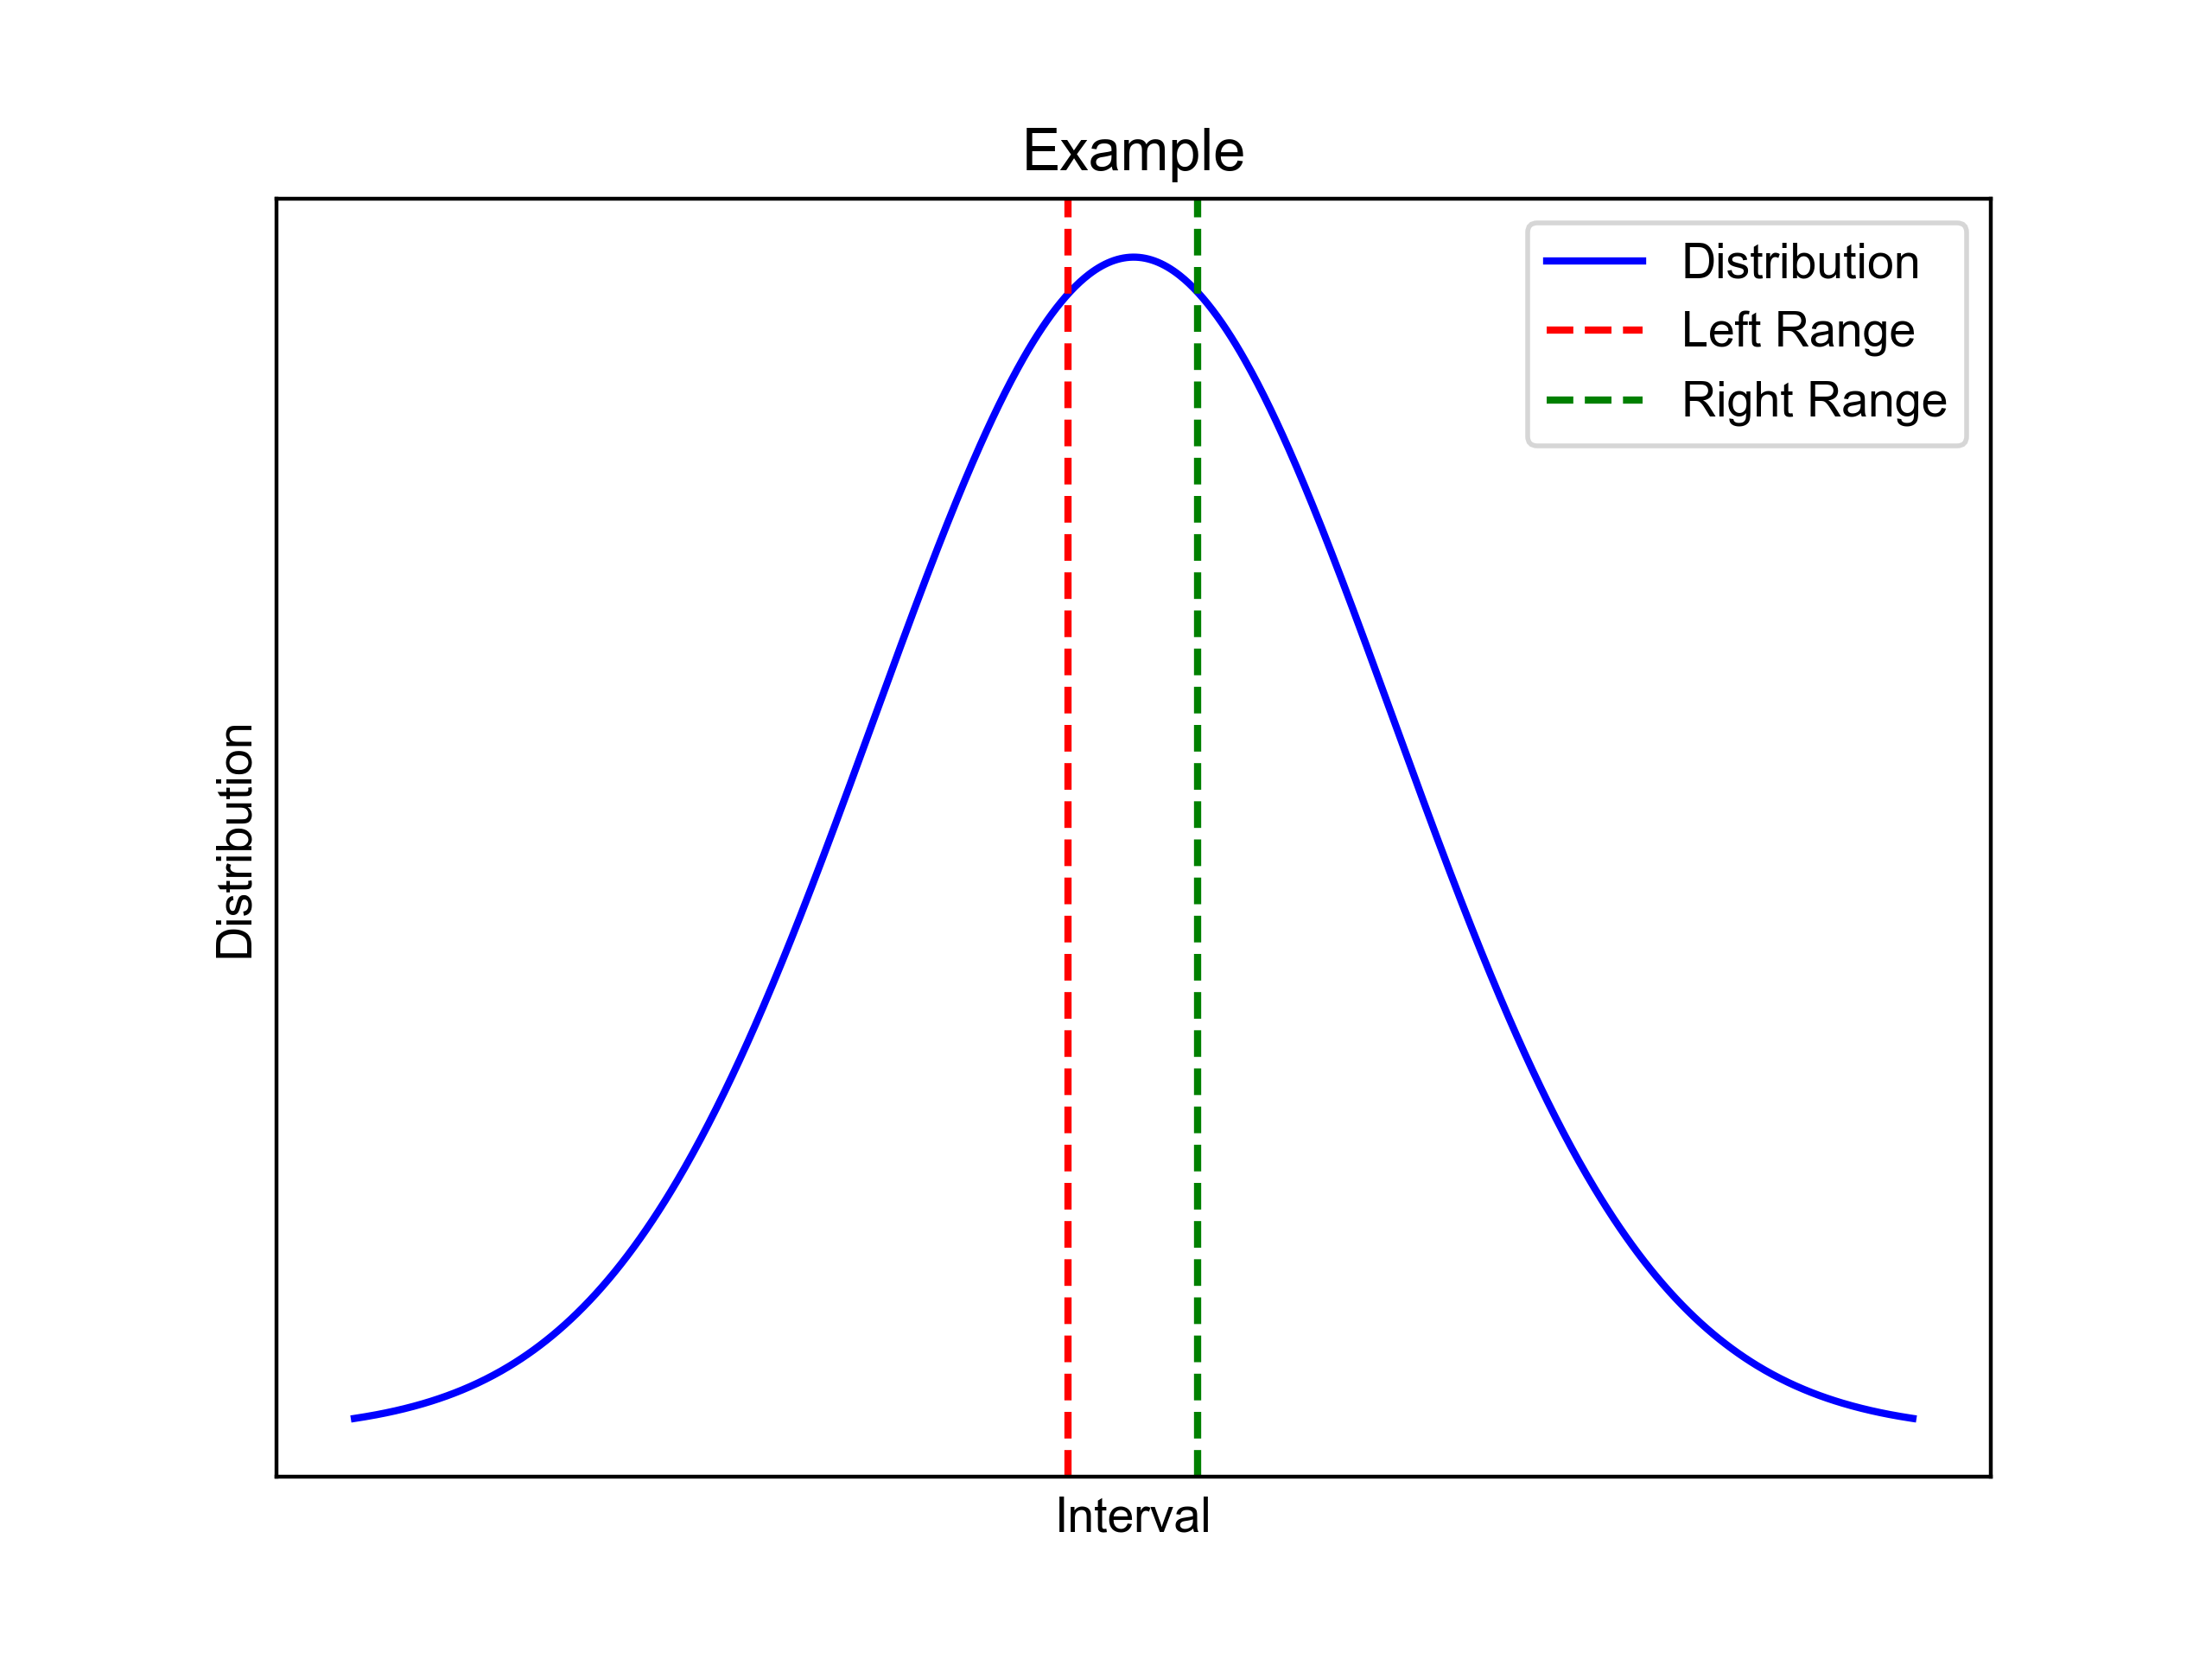 Example
Distribution
Left Range
Right Range
Distribution
Interval